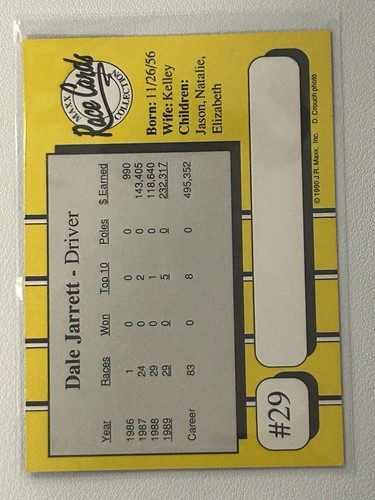 Dale Jarrett - Driver
Year Races Won Top 10 Poles $ Earned
1986 1 0 0 0 990
1987 24 0 2 0 143,405
1988 29 0 1 0 118,640
1989 29 0 5 0 232,317
Career 83 0 8 0 495,352
MAXX
Race Cards
COLLECTION
Born: 11/26/56
Wife: Kelley
Children:
Jason, Natalie,
Elizabeth
#29
© 1990 J.R. Maxx, Inc. D. Crouch photo